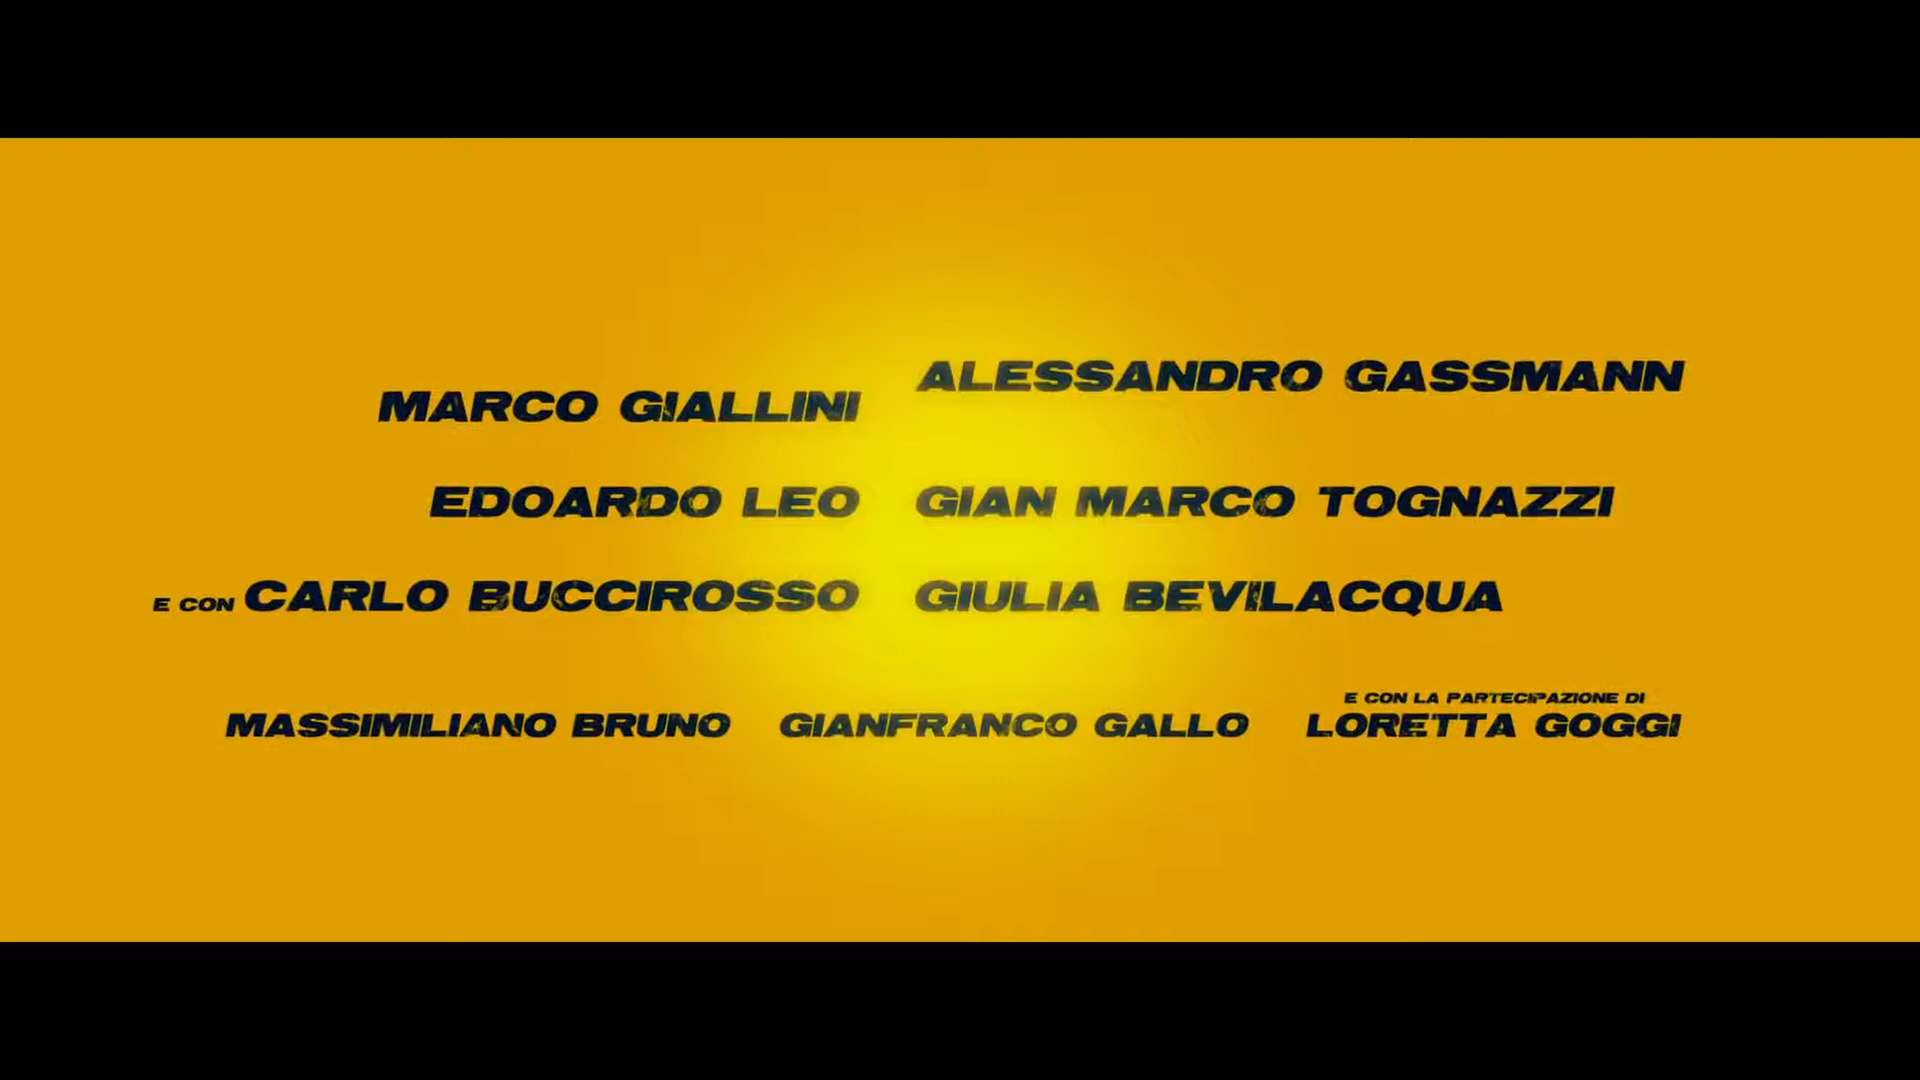 MARCO GIALLINI ALESSANDRO GASSMANN
EDOARDO LEO GIAN MARCO TOGNAZZI
E CON CARLO BUCCIROSSO GIULIA BEVILACQUA
E CON LA PARTECIPAZIONE DI
MASSIMILIANO BRUNO GIANFRANCO GALLO LORETTA GOGGI